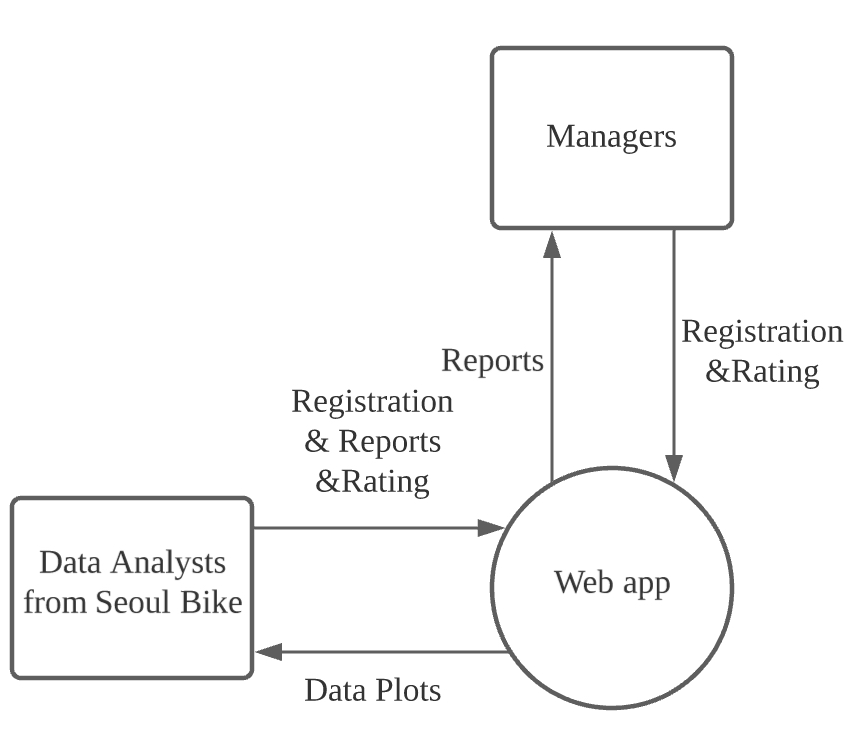 Managers
Registration
&Rating
Reports
Registration
& Reports
&Rating
Data Analysts
from Seoul Bike
Web app
Data Plots